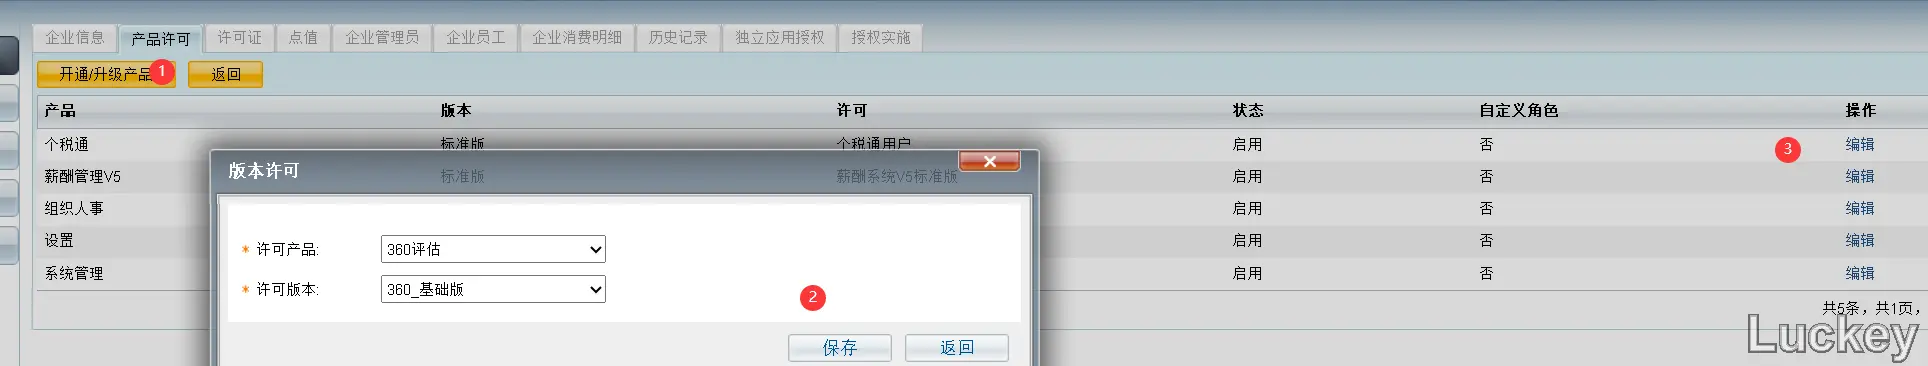 企业信息 产品许可 许可证 点值 企业管理员 企业员工 企业消费明细 历史记录 独立应用授权 授权实施
开通/升级产品 1 返回
产品 版本 许可 状态 自定义角色 操作
个税通 标准版 个税通用户 启用 否 3 编辑
版本许可
薪酬管理V5 标准版 薪酬系统V5标准版 启用 否 编辑
组织人事 启用 否 编辑
设置 启用 否 编辑
* 许可产品: 360评估
系统管理 启用 否 编辑
* 许可版本: 360_基础版
2
共5条，共1页，
保存 返回
Luckey